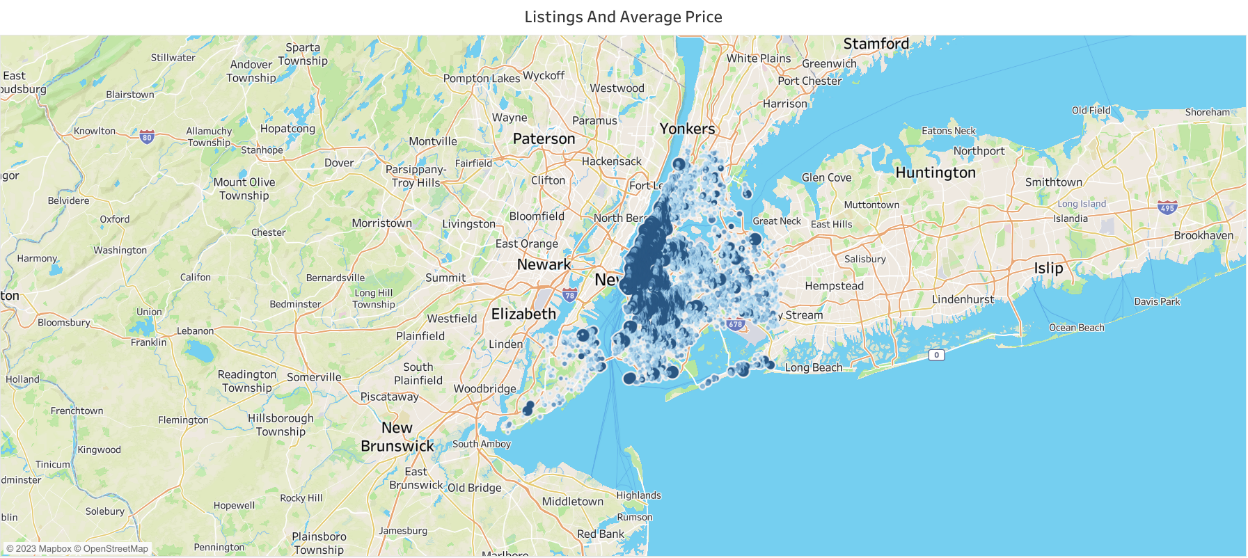 Listings And Average Price
Stamford
Sparta
Township
Stillwater
Andover
Township
White Plains
Greenwich
East
Pompton Lakes
Wyckoff
Port Chester
Westwood
Blairstown
Harrison
Old Field
Shoreham
Wayne
Paramus
Yonkers
Hopatcong
Knowlton
80
Allamuchy
Township
Eatons Neck
Paterson
Montville
Stanhope
Northport
Dover
Fairfield
Hackensack
Parsippany-
Troy Hills
Huntington
Glen Cove
Clifton
Mount Olive
Township
Smithtown
Belvidere
Muttontown
Long Island
495
Islandia
Oxford
Morristown
Livingston
Bloomfield
Great Neck
East Hills
Chester
Brookhaven
East Orange
Washington
Harmony
Salisbury
Newark
Islip
Califon
Bernardsville
Summit
Hempstead
78
Long Hill
Township
Bedminster
Lindenhurst
Davis Park
Union
Elizabeth
Bloomsbury
Westfield
678
Ocean Beach
Lebanon
Plainfield
Franklin
Linden
0
Long Beach
South
Plainfield
Readington
Township
Somerville
Holland
Woodbridge
Piscataway
Frenchtown
Flemington
Hillsborough
Township
New
Brunswick
South Amboy
Kingwood
Tinicum
East
Brunswick
Old Bridge
Highlands
Rocky Hill
Middletown
Hopewell
Solebury
Rumson
Jamesburg
Red Bank
Plainsboro
Township
Pennington
© 2023 Mapbox © OpenStreetMap